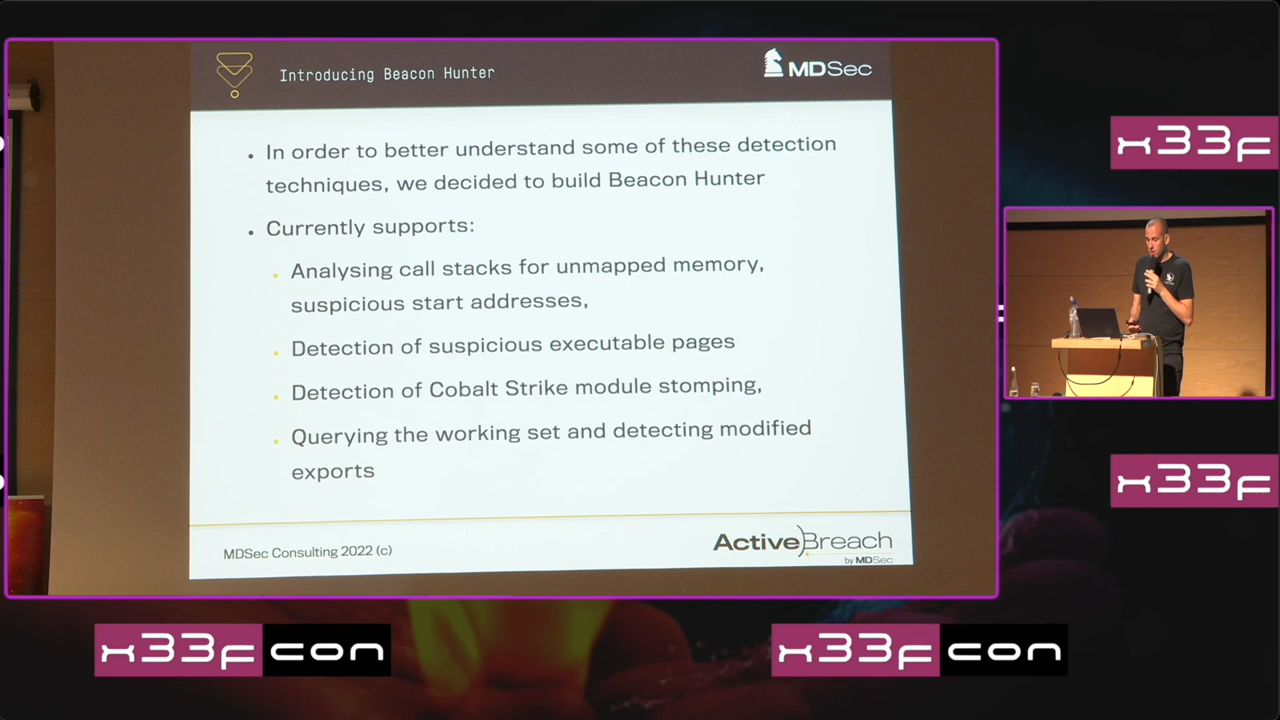 Introducing Beacon Hunter
MDSec
• In order to better understand some of these detection
techniques, we decided to build Beacon Hunter
• Currently supports:
• Analysing call stacks for unmapped memory,
suspicious start addresses,
• Detection of suspicious executable pages
• Detection of Cobalt Strike module stomping,
• Querying the working set and detecting modified
exports
MDSec Consulting 2022 (c)
ActiveBreach
by MDSec
x33f
x33f
x33fcon
x33fcon